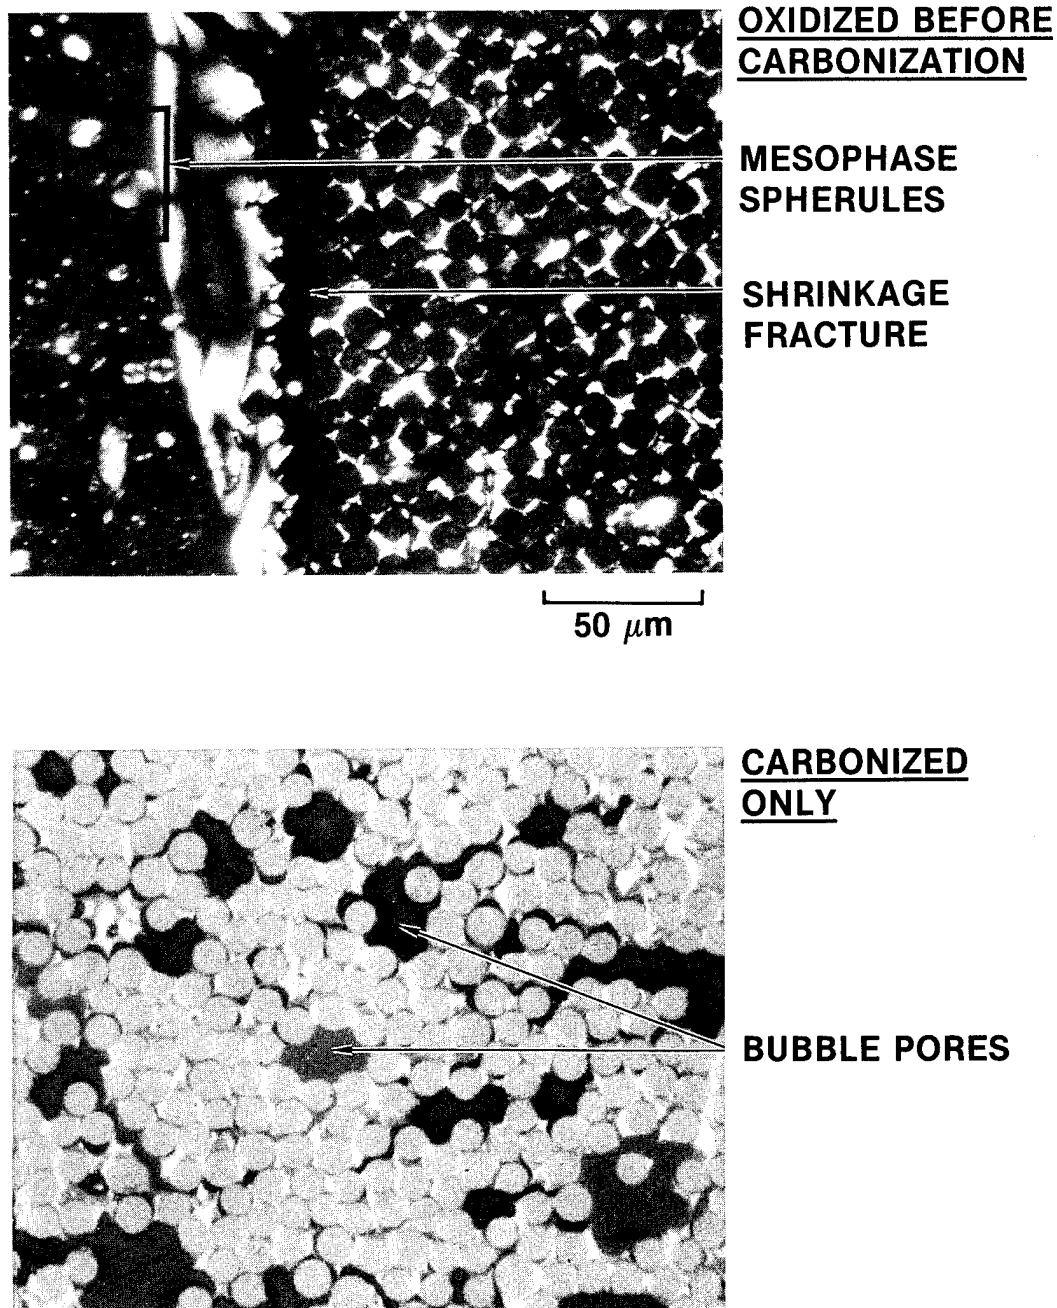 OXIDIZED BEFORE
CARBONIZATION
MESOPHASE
SPHERULES
SHRINKAGE
FRACTURE
50 μm
CARBONIZED
ONLY
BUBBLE PORES